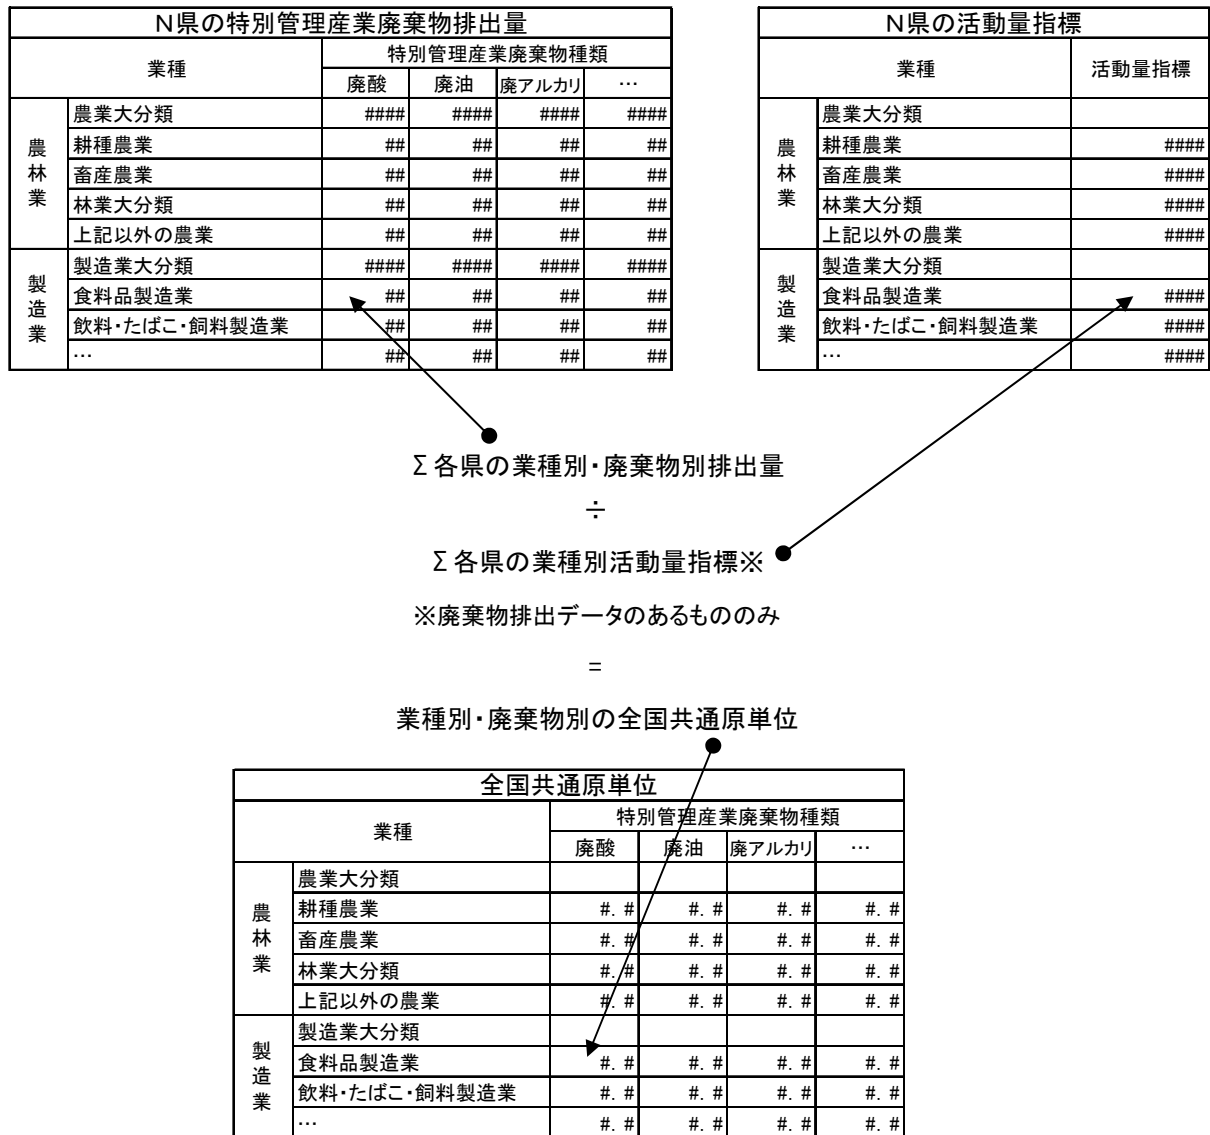 N県の特別管理産業廃棄物排出量
業種 特別管理産業廃棄物種類
廃酸 廃油 廃アルカリ …
農林業
農業大分類 #### #### #### ####
耕種農業 ## ## ## ##
畜産農業 ## ## ## ##
林業大分類 ## ## ## ##
上記以外の農業 ## ## ## ##
製造業
製造業大分類 #### #### #### ####
食料品製造業 ## ## ## ##
飲料・たばこ・飼料製造業 ## ## ## ##
… ## ## ## ##
N県の活動量指標
業種 活動量指標
農林業
農業大分類
耕種農業 ####
畜産農業 ####
林業大分類 ####
上記以外の農業 ####
製造業
製造業大分類
食料品製造業 ####
飲料・たばこ・飼料製造業 ####
… ####
Σ各県の業種別・廃棄物別排出量
÷
Σ各県の業種別活動量指標※
※廃棄物排出データのあるもののみ
=
業種別・廃棄物別の全国共通原単位
全国共通原単位
業種 特別管理産業廃棄物種類
廃酸 廃油 廃アルカリ …
農林業
農業大分類
耕種農業 #. # #. # #. # #. #
畜産農業 #. # #. # #. # #. #
林業大分類 #. # #. # #. # #. #
上記以外の農業 #. # #. # #. # #. #
製造業
製造業大分類
食料品製造業 #. # #. # #. # #. #
飲料・たばこ・飼料製造業 #. # #. # #. # #. #
… #. # #. # #. # #. #